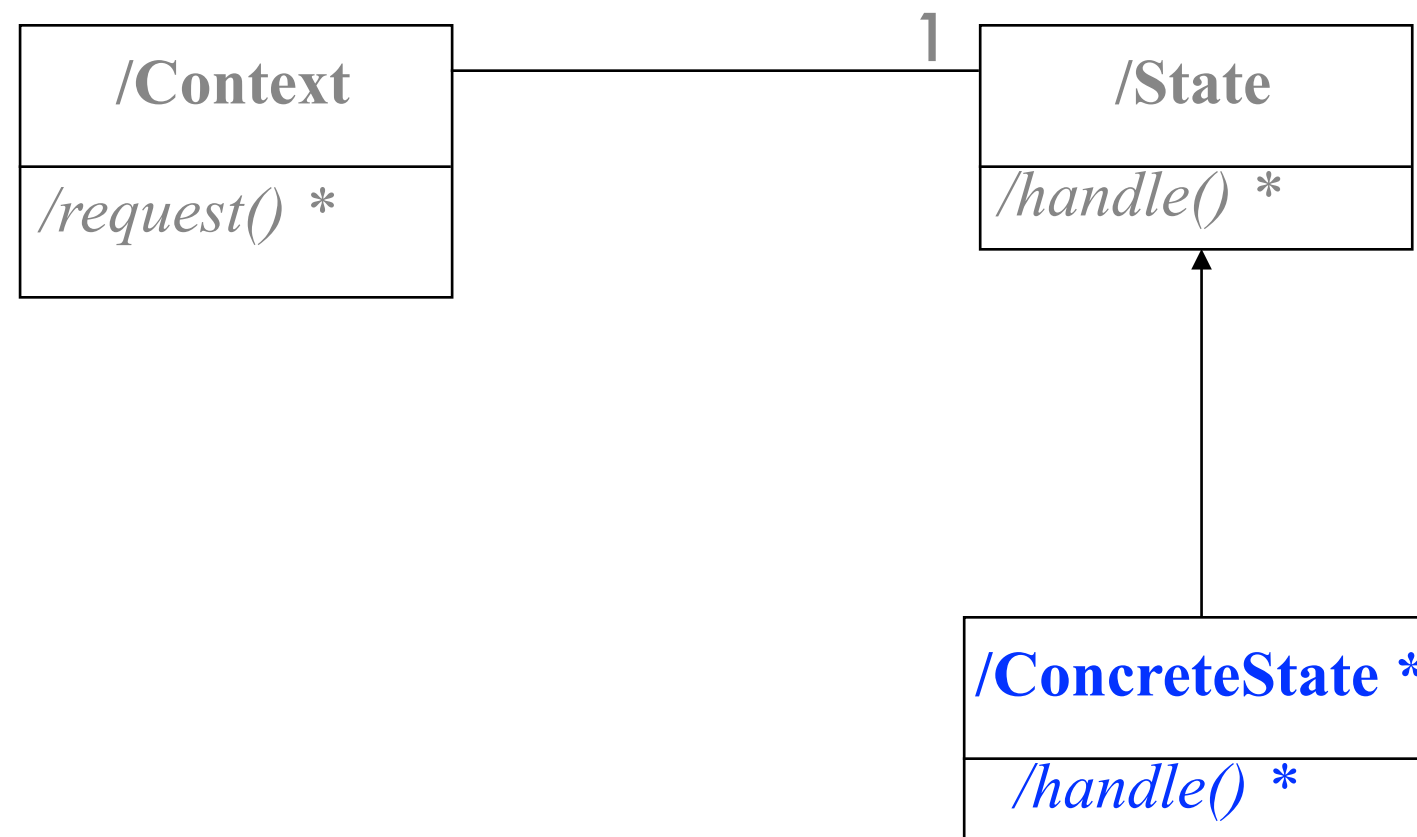 /Context
/request() *
1
/State
/handle() *
/ConcreteState *
/handle() *